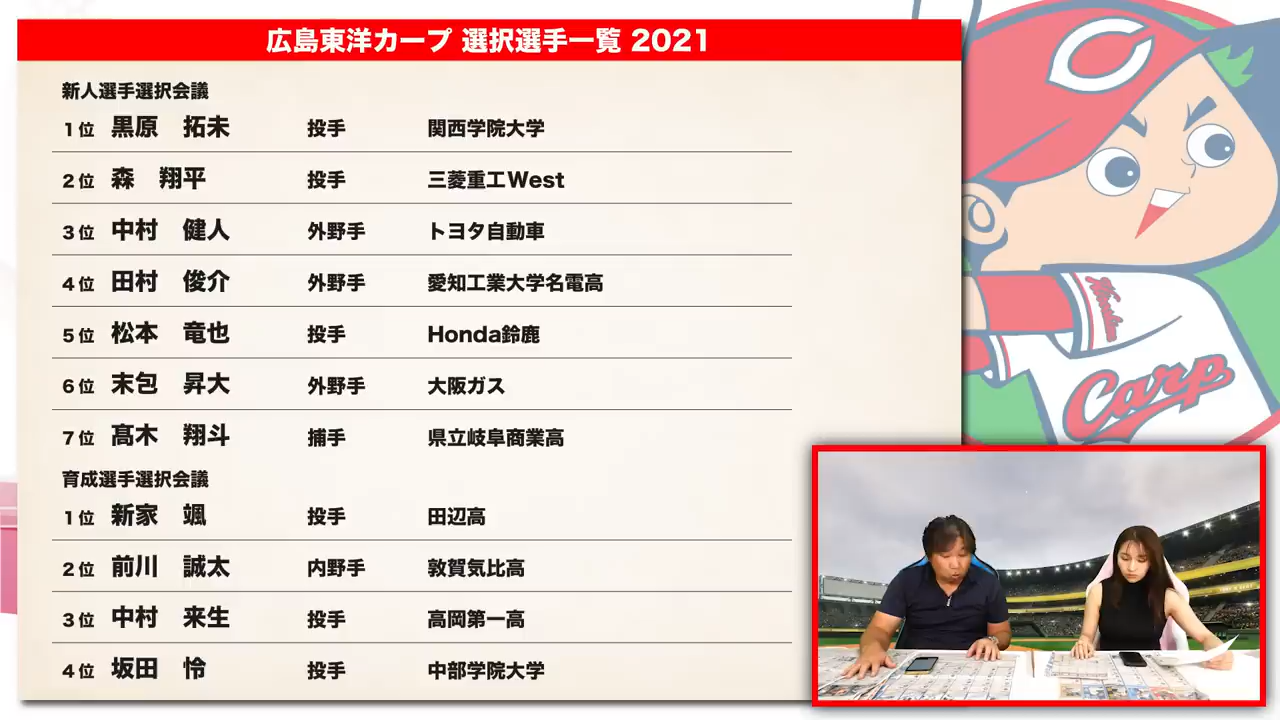 広島東洋カープ 選択選手一覧 2021
新人選手選択会議
1位 黒原 拓未 投手 関西学院大学
2位 森 翔平 投手 三菱重工West
3位 中村 健人 外野手 トヨタ自動車
4位 田村 俊介 外野手 愛知工業大学名電高
5位 松本 竜也 投手 Honda鈴鹿
6位 末包 昇大 外野手 大阪ガス
7位 髙木 翔斗 捕手 県立岐阜商業高
育成選手選択会議
1位 新家 颯 投手 田辺高
2位 前川 誠太 内野手 敦賀気比高
3位 中村 来生 投手 高岡第一高
4位 坂田 怜 投手 中部学院大学
C
Hiroshima
Carp